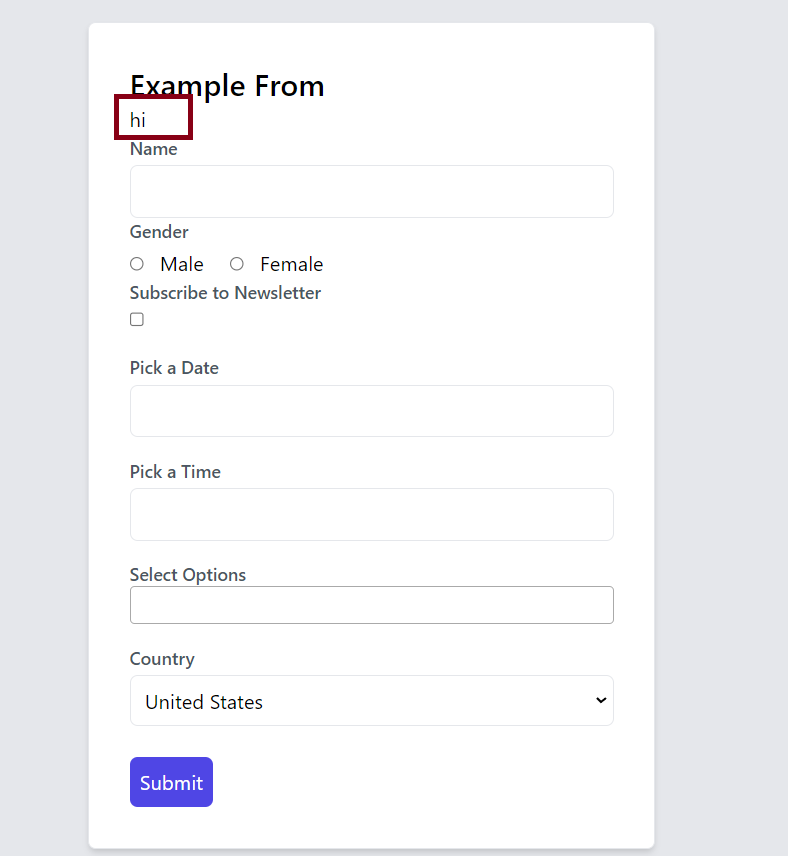 Example From
hi
Name
Gender
Male Female
Subscribe to Newsletter
Pick a Date
Pick a Time
Select Options
Country
United States
Submit